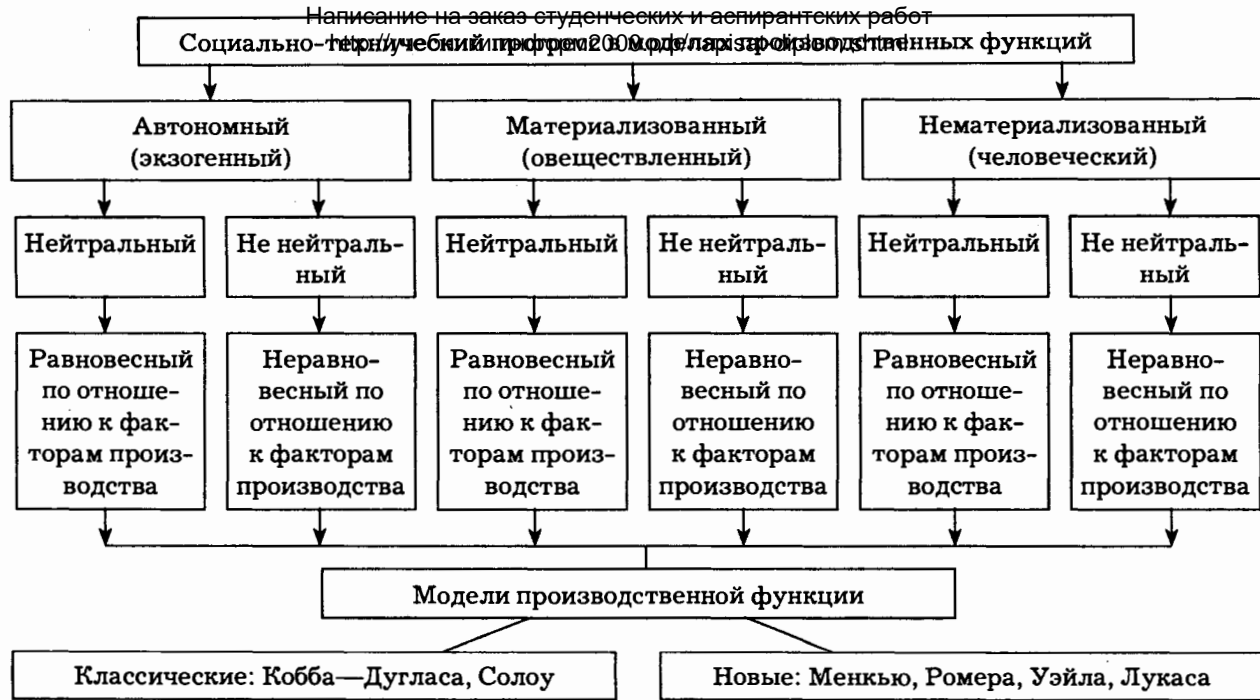 Написание на заказ студенческих и аспирантских работ
Социально-технический прогресс в моделях производственных функций
Автономный
(экзогенный)
Материализованный
(овеществленный)
Нематериализованный
(человеческий)
Нейтральный
Не нейтраль-
ный
Нейтральный
Не нейтраль-
ный
Нейтральный
Не нейтраль-
ный
Равновесный
по отноше-
нию к фак-
торам произ-
водства
Неравно-
весный по
отношению
к факторам
производства
Равновесный
по отноше-
нию к фак-
торам произ-
водства
Неравно-
весный по
отношению
к факторам
производства
Равновесный
по отноше-
нию к фак-
торам произ-
водства
Неравно-
весный по
отношению
к факторам
производства
Модели производственной функции
Классические: Кобба—Дугласа, Солоу
Новые: Менкью, Ромера, Уэйла, Лукаса